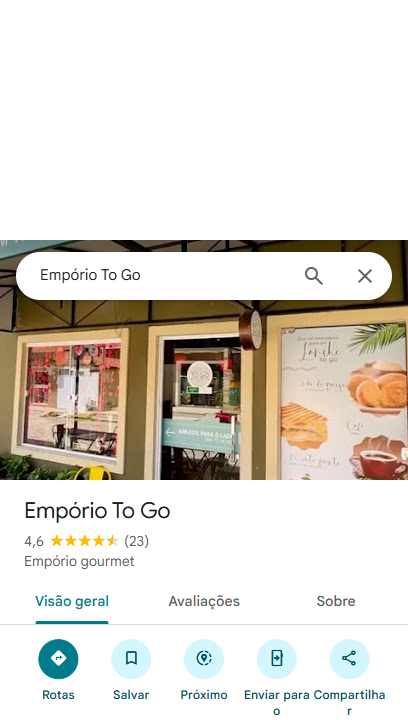 Empório To Go
Lanche
to go
Pão de queijo
Café
ARRASTE PARA O LADO
Empório To Go
4,6 (23)
Empório gourmet
Visão geral
Avaliações
Sobre
Rotas
Salvar
Próximo
Enviar para o
Compartilhar